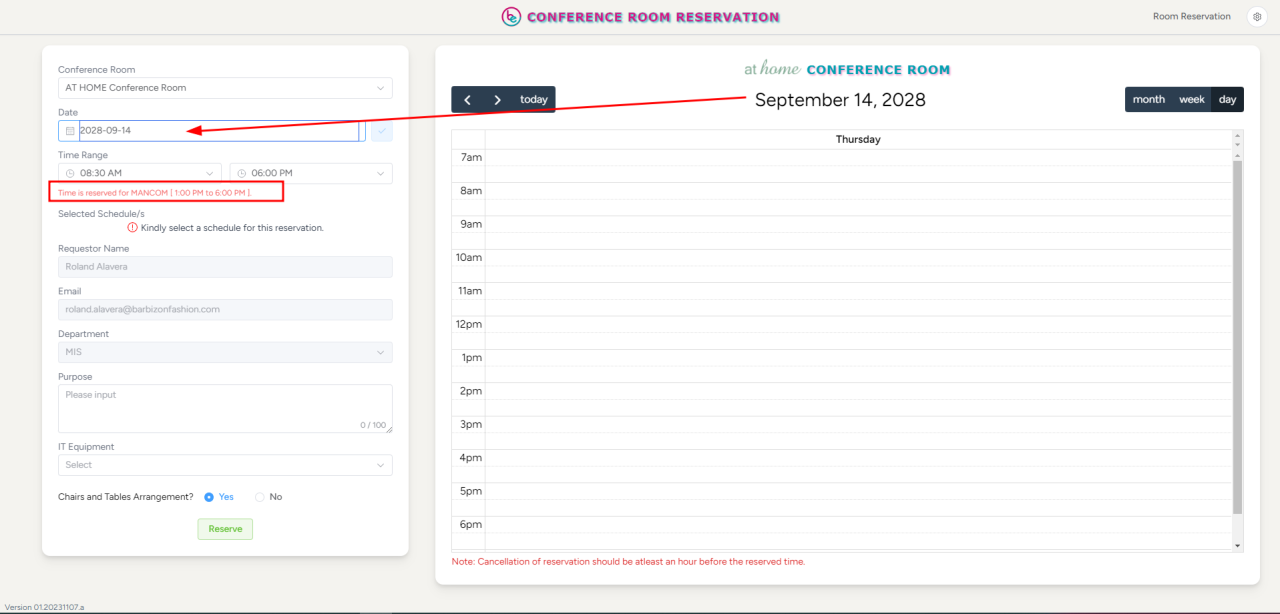 CONFERENCE ROOM RESERVATION
Room Reservation
Conference Room
AT HOME Conference Room
Date
2028-09-14
Time Range
08:30 AM
06:00 PM
Time is reserved for MANCOM [ 1:00 PM to 6:00 PM ].
Selected Schedule/s
Kindly select a schedule for this reservation.
Requestor Name
Roland Alavera
Email
roland.alavera@barbizonfashion.com
Department
MIS
Purpose
Please input
0 / 100
IT Equipment
Select
Chairs and Tables Arrangement? Yes No
Reserve
at home CONFERENCE ROOM
today
September 14, 2028
month week day
Thursday
7am
8am
9am
10am
11am
12pm
1pm
2pm
3pm
4pm
5pm
6pm
Note: Cancellation of reservation should be atleast an hour before the reserved time.
Version 01.20231107.a